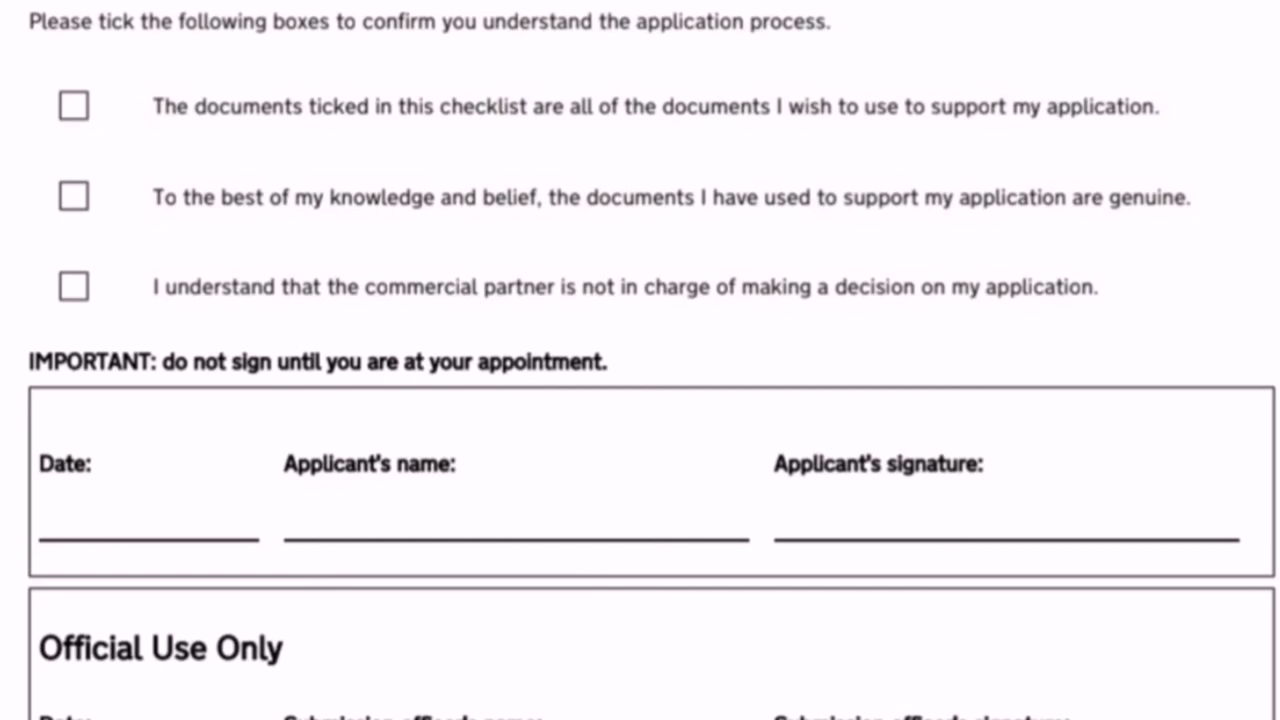 Please tick the following boxes to confirm you understand the application process.
The documents ticked in this checklist are all of the documents I wish to use to support my application.
To the best of my knowledge and belief, the documents I have used to support my application are genuine.
I understand that the commercial partner is not in charge of making a decision on my application.
IMPORTANT: do not sign until you are at your appointment.
Date: Applicant's name: Applicant's signature:
Official Use Only